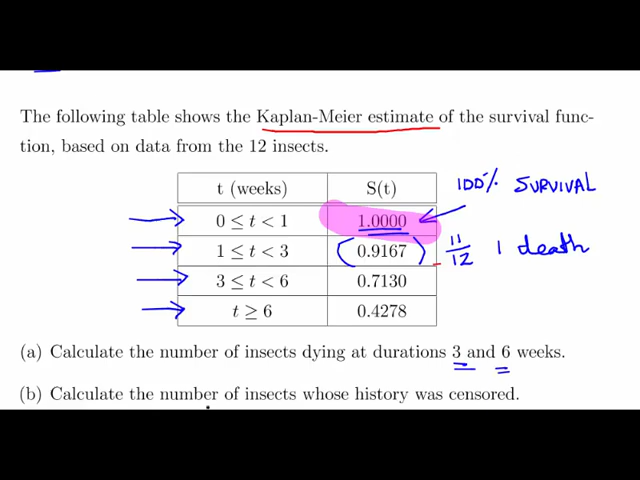 The following table shows the Kaplan-Meier estimate of the survival func-
tion, based on data from the 12 insects.
t (weeks) S(t)
0 ≤ t < 1 1.0000 100% SURVIVAL
1 ≤ t < 3 0.9167 11/12 1 death
3 ≤ t < 6 0.7130
t ≥ 6 0.4278
(a) Calculate the number of insects dying at durations 3 and 6 weeks.
(b) Calculate the number of insects whose history was censored.